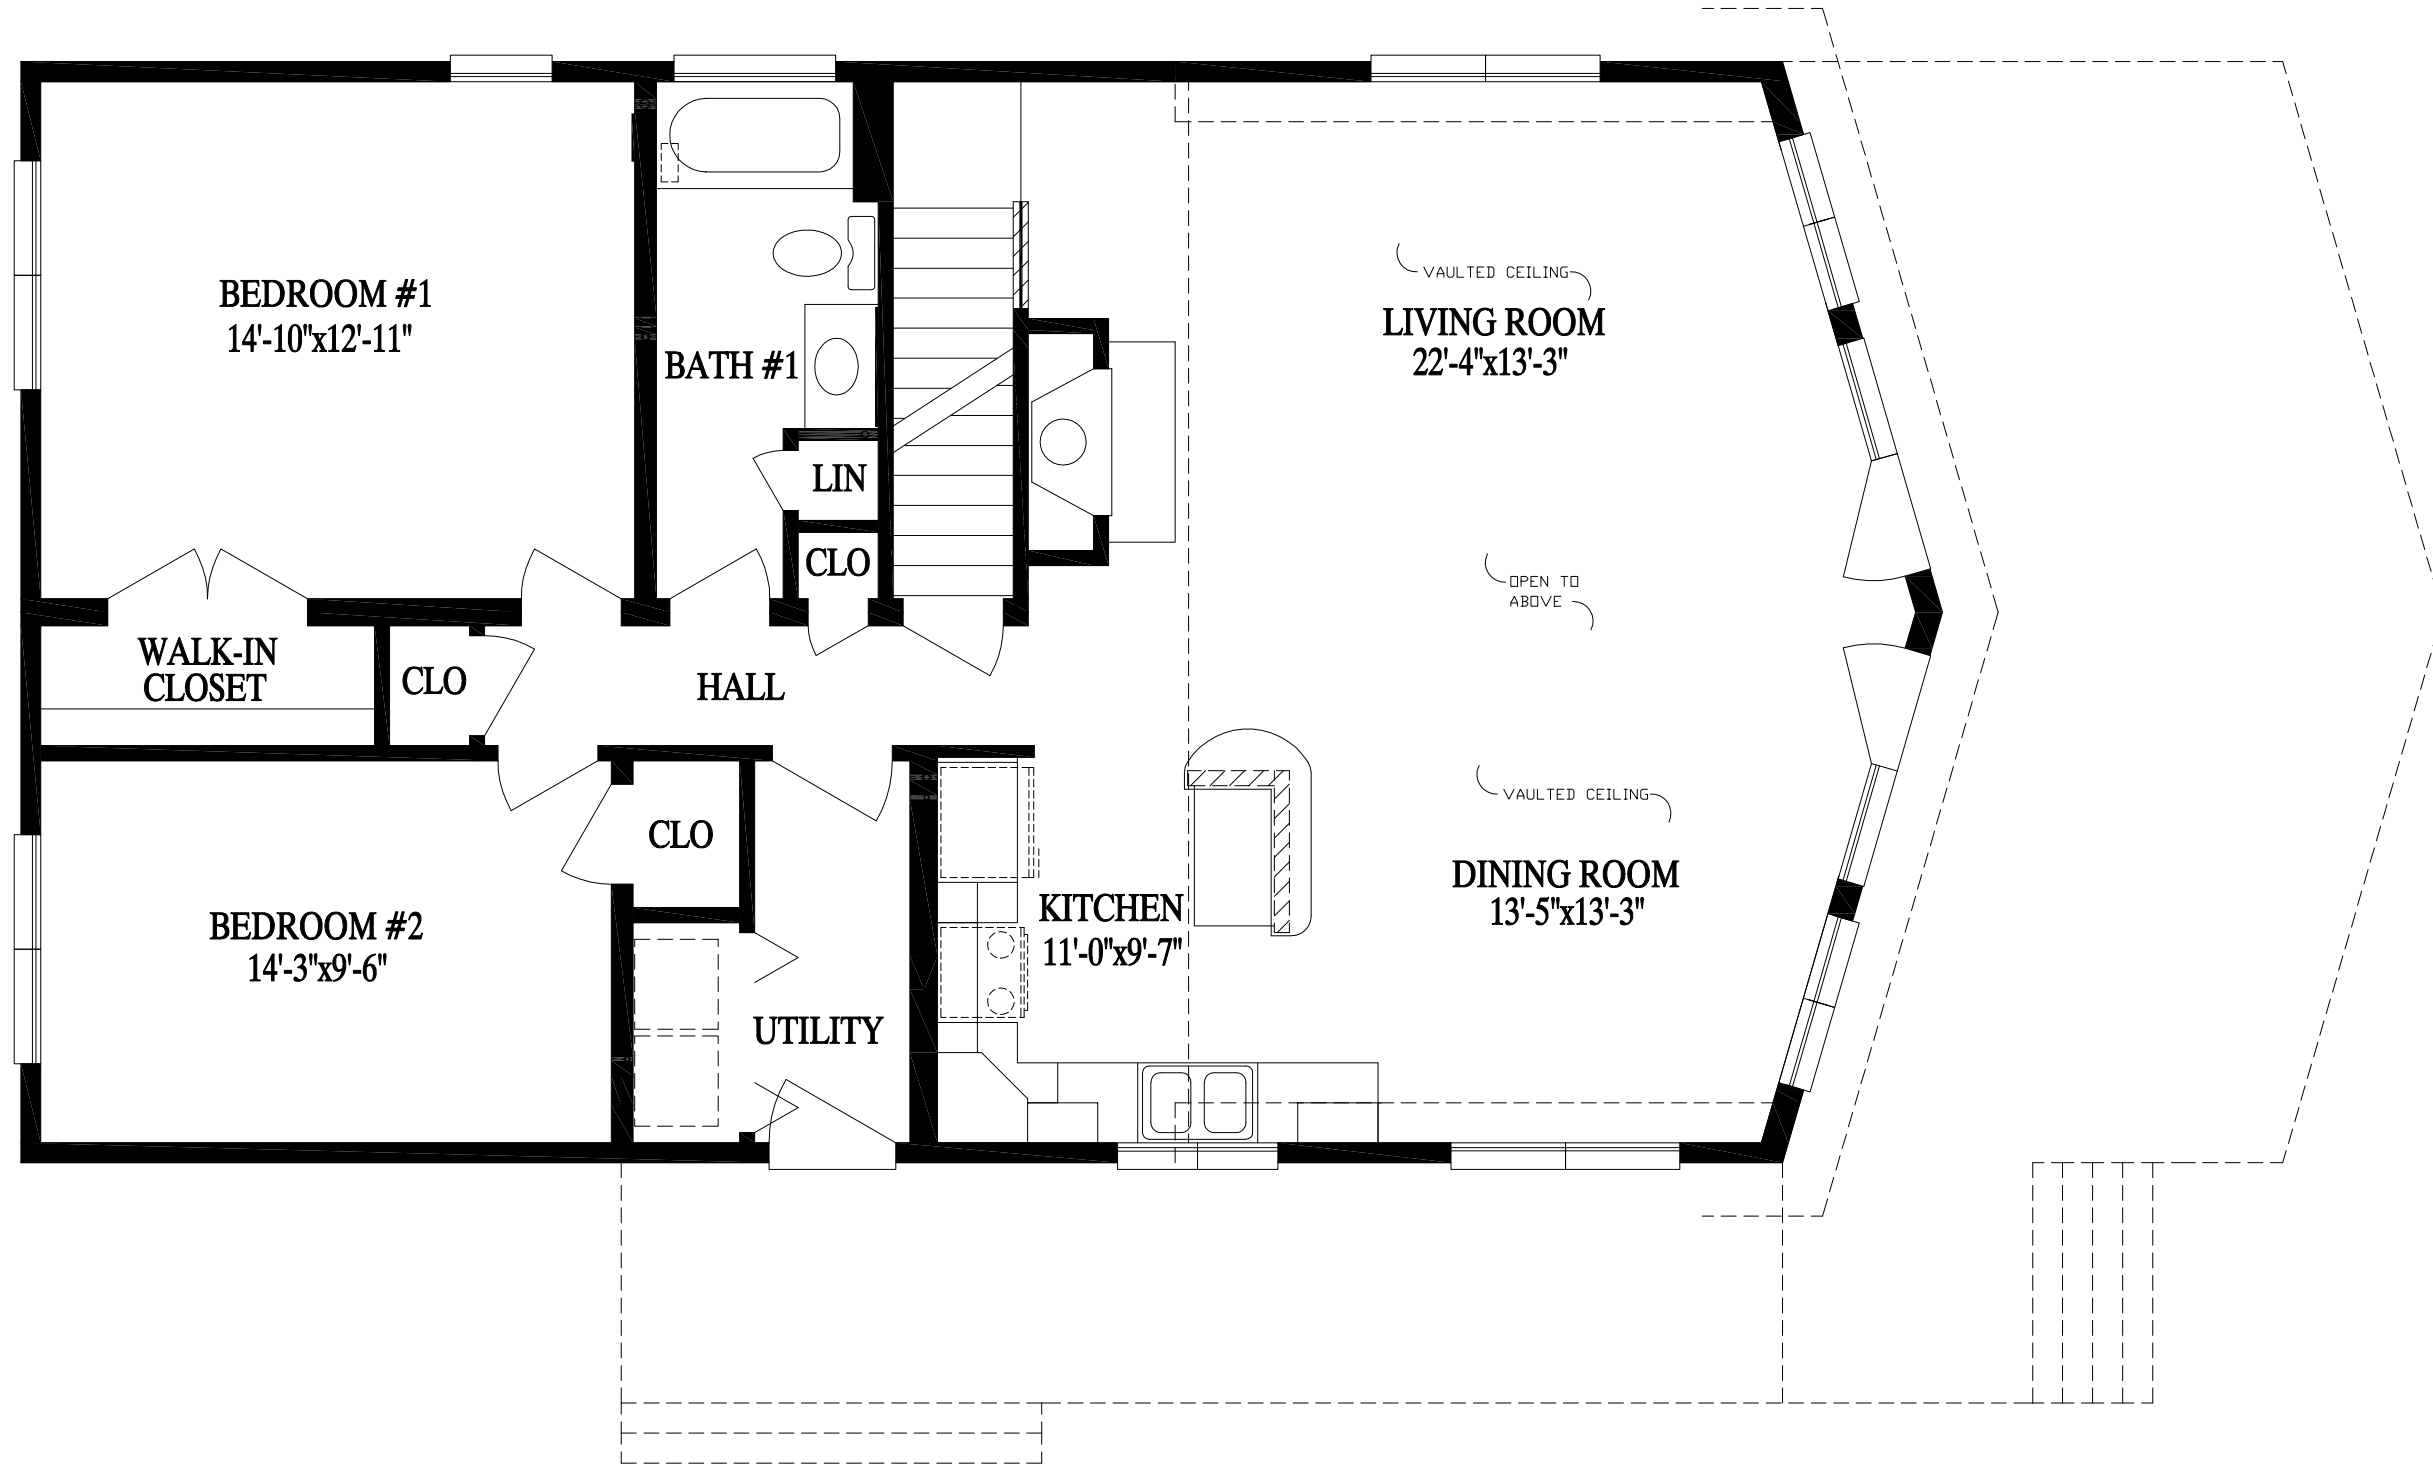 BEDROOM #1
14'-10"x12'-11"
BATH #1
LIN
CLO
VAULTED CEILING
LIVING ROOM
22'-4"x13'-3"
OPEN TO
ABOVE
WALK-IN
CLOSET
CLO
HALL
VAULTED CEILING
CLO
BEDROOM #2
14'-3"x9'-6"
UTILITY
KITCHEN
11'-0"x9'-7"
DINING ROOM
13'-5"x13'-3"